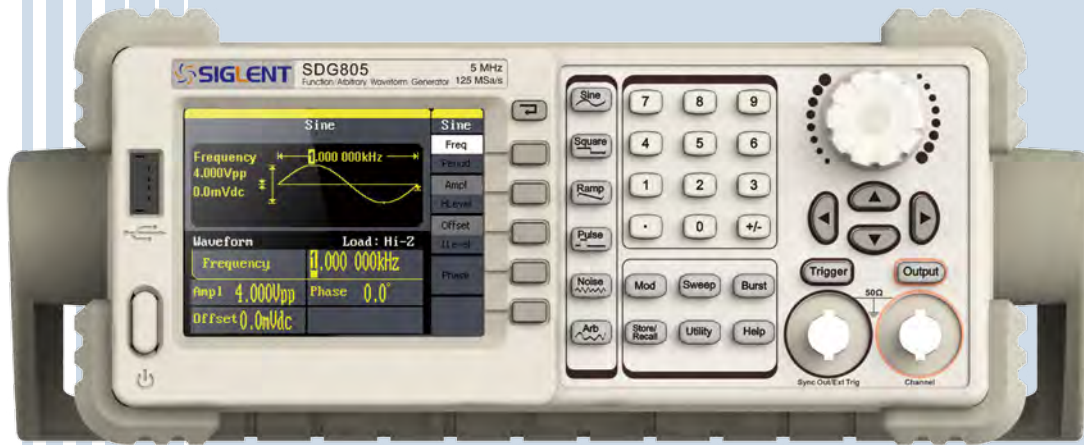 SIGLENT SDG805 5 MHz
Function/Arbitrary Waveform Generator 125 MSa/s
Sine Sine
Frequency 1.000 000kHz Freq
4.000Vpp Period
0.0mVdc Ampl
HLevel
Offset
LLevel
Waveform Load: Hi-Z
Frequency 1.000 000kHz
Phase
Ampl 4.000Vpp Phase 0.0°
Offset 0.0mVdc
Sine 7 8 9
Square 4 5 6
Ramp 1 2 3
Pulse · 0 +/-
Noise Mod Sweep Burst
Arb Store/Recall Utility Help
Trigger Output
50Ω
Sync Out/Ext Trig Channel